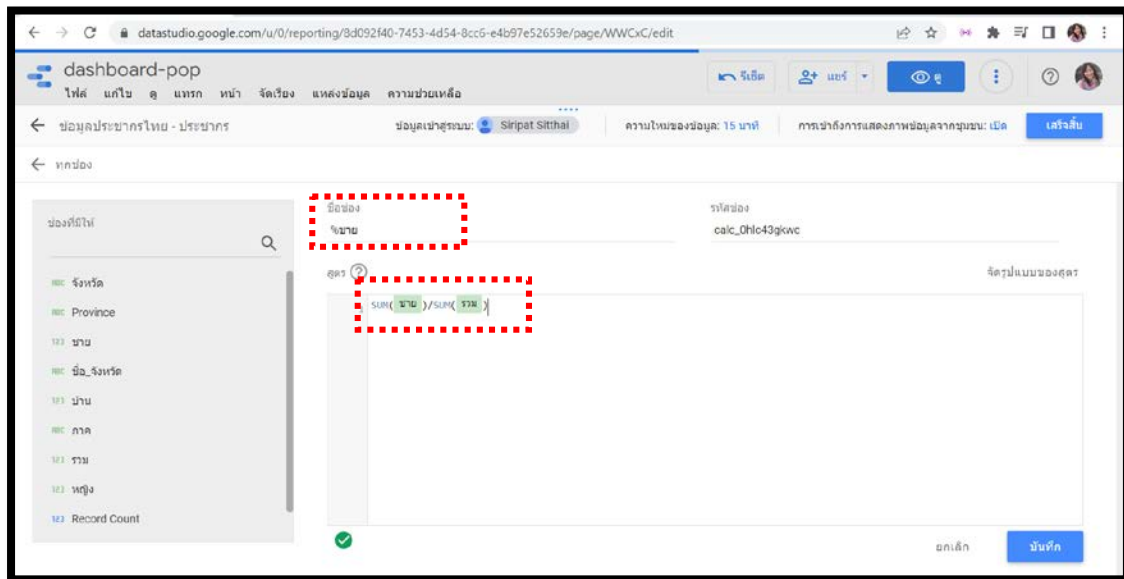 datastudio.google.com/u/0/reporting/8d092f40-7453-4d54-8cc6-e4b97e52659e/page/WWCxC/edit
dashboard-pop
ไฟล์ แก้ไข ดู แทรก หน้า จัดเรียง แหล่งข้อมูล ความช่วยเหลือ
รีเซ็ต
แชร์
ดู
ข้อมูลประชากรไทย - ประชากร
ข้อมูลเข้าสู่ระบบ: Siripat Sitthai
ความใหม่ของข้อมูล: 15 นาที
การเข้าถึงการแสดงภาพข้อมูลจากชุมชน: เปิด
เสร็จสิ้น
ทุกช่อง
ช่องที่มีให้
ชื่อช่อง
%ชาย
รหัสช่อง
calc_0hlc43gkwc
สูตร
จัดรูปแบบของสูตร
SUM( ชาย )/SUM( รวม )
ABC จังหวัด
ABC Province
123 ชาย
ABC ชื่อ_จังหวัด
123 บ้าน
ABC ภาค
123 รวม
123 หญิง
123 Record Count
ยกเลิก
บันทึก